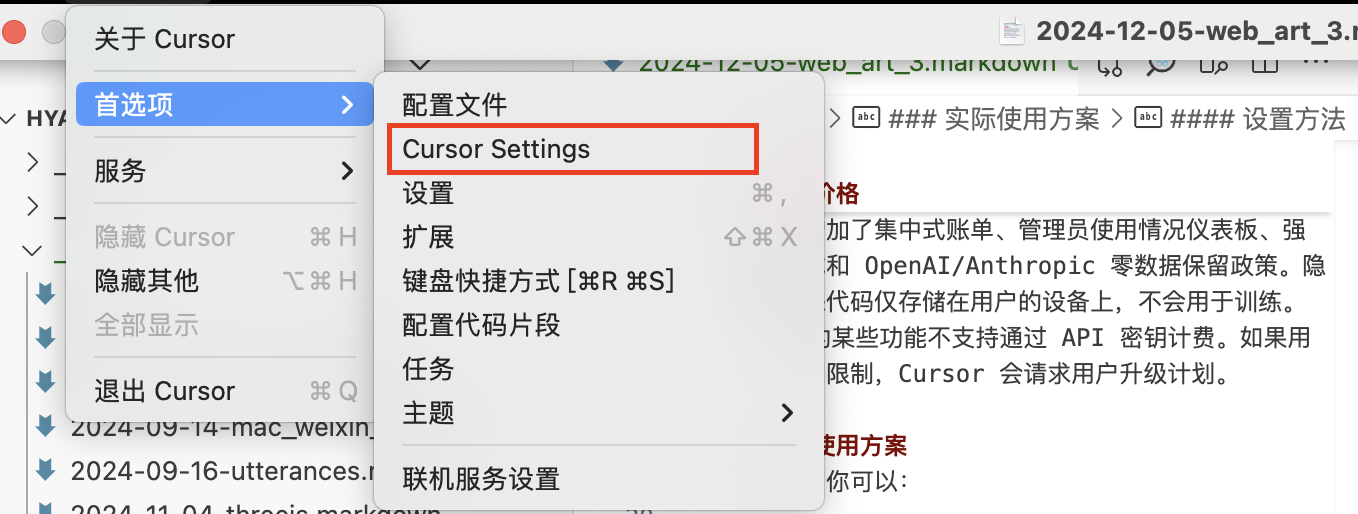 2024-12-05-web_art_3.
关于 Cursor
2024-12-05-web_art_3.markdown
首选项
配置文件
HYA
### 实际使用方案
#### 设置方法
Cursor Settings
服务
设置 ⌘ ,
价格
隐藏 Cursor ⌘ H
扩展 ⇧ ⌘ X
加了集中式账单、管理员使用情况仪表板、强
隐藏其他 ⌥ ⌘ H
键盘快捷方式 [⌘R ⌘S]
和 OpenAI/Anthropic 零数据保留政策。隐
全部显示
配置代码片段
代码仅存储在用户的设备上，不会用于训练。
某些功能不支持通过 API 密钥计费。如果用
任务
限制，Cursor 会请求用户升级计划。
退出 Cursor ⌘ Q
主题
2024-09-14-mac_weixin_
使用方案
2024-09-16-utterances.
联机服务设置
你可以：
2024-11-04-threejs.markdown